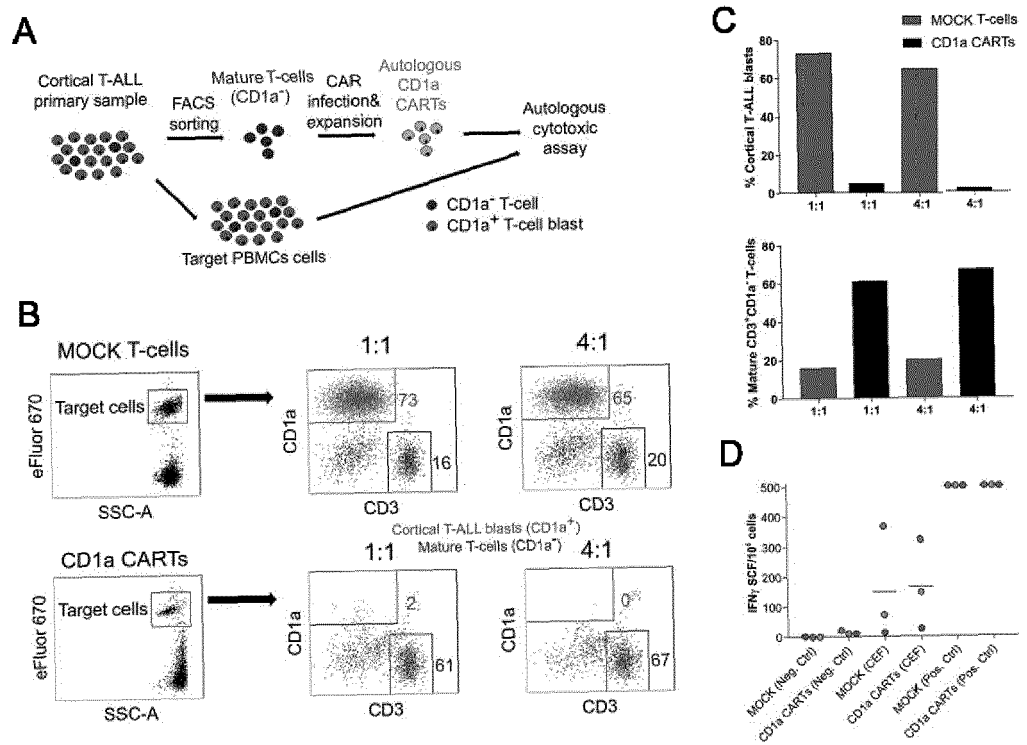 A
Cortical T-ALL
primary sample
FACS
sorting
Mature T-cells
(CD1a⁻)
CAR
infection&
expansion
Autologous
CD1a
CARTs
Autologous
cytotoxic
assay
CD1a⁻ T-cell
CD1a⁺ T-cell blast
Target PBMCs cells
B
MOCK T-cells
Target cells
eFluor 670
SSC-A
1:1
73
16
CD1a
CD3
4:1
65
20
CD1a
CD3
Cortical T-ALL blasts (CD1a⁺)
Mature T-cells (CD1a⁻)
CD1a CARTs
Target cells
eFluor 670
SSC-A
1:1
2
61
CD1a
CD3
4:1
0
67
CD1a
CD3
C
MOCK T-cells
CD1a CARTs
% Cortical T-ALL blasts
80
60
40
20
0
1:1 1:1 4:1 4:1
% Mature CD3⁺CD1a⁻ T-cells
80
60
40
20
0
1:1 1:1 4:1 4:1
D
IFNγ SCF/10⁶ cells
500
400
300
200
100
0
MOCK (Neg. Ctrl)
CD1a CARTs (Neg. Ctrl)
MOCK (CEF)
CD1a CARTs (CEF)
MOCK (Pos. Ctrl)
CD1a CARTs (Pos. Ctrl)